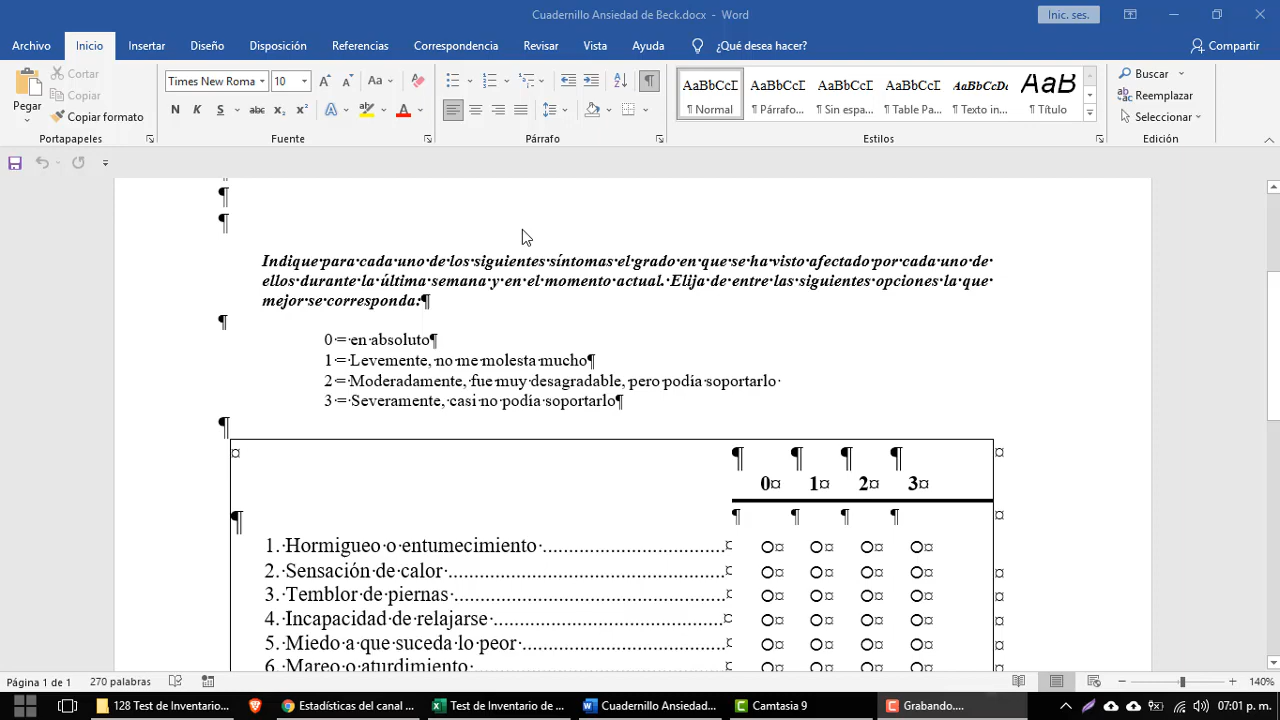 Cuadernillo Ansiedad de Beck.docx - Word
Inic. ses.
Archivo Inicio Insertar Diseño Disposición Referencias Correspondencia Revisar Vista Ayuda ¿Qué desea hacer? Compartir
Pegar
Cortar
Copiar
Copiar formato
Portapapeles
Times New Roma 10
N K S abc x₂ x²
Fuente
Párrafo
AaBbCcD AaBbCcD AaBbCcD AaBbCcD AaBbCcDc AaB
¶ Normal ¶ Párrafo... ¶ Sin espa... ¶ Table Pa... ¶ Texto in... ¶ Título
Estilos
Buscar
Reemplazar
Seleccionar
Edición
Indique para cada uno de los siguientes síntomas el grado en que se ha visto afectado por cada uno de
ellos durante la última semana y en el momento actual. Elija de entre las siguientes opciones la que
mejor se corresponda:¶
0 = en absoluto¶
1 = Levemente, no me molesta mucho¶
2 = Moderadamente, fue muy desagradable, pero podía soportarlo
3 = Severamente, casi no podía soportarlo¶
0¤ 1¤ 2¤ 3¤
1. Hormigueo o entumecimiento ................................
2. Sensación de calor ................................
3. Temblor de piernas ................................
4. Incapacidad de relajarse ................................
5. Miedo a que suceda lo peor ................................
6. Mareo o aturdimiento ................................
Página 1 de 1 270 palabras 140%
128 Test de Inventario... Estadísticas del canal ... Test de Inventario de ... Cuadernillo Ansiedad... Camtasia 9 Grabando.... 07:01 p. m.